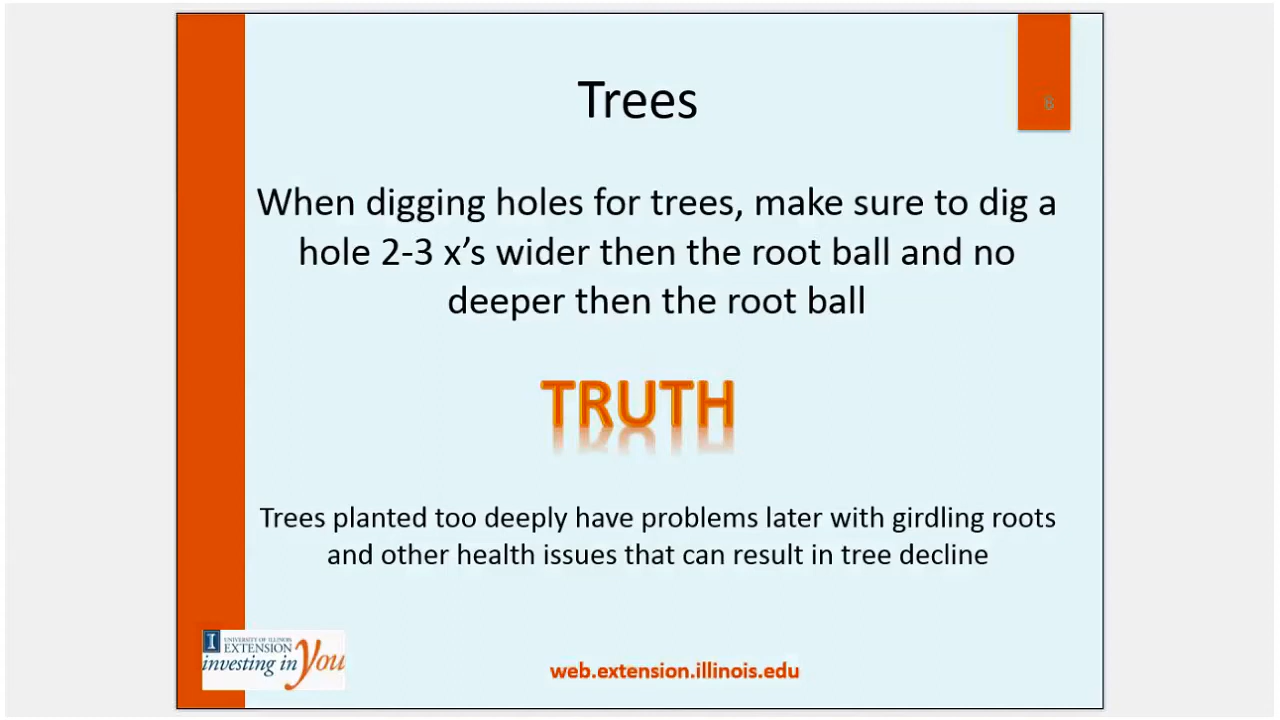 Trees
6
When digging holes for trees, make sure to dig a
hole 2-3 x’s wider then the root ball and no
deeper then the root ball
TRUTH
Trees planted too deeply have problems later with girdling roots
and other health issues that can result in tree decline
I
UNIVERSITY OF ILLINOIS
EXTENSION
investing in you
web.extension.illinois.edu